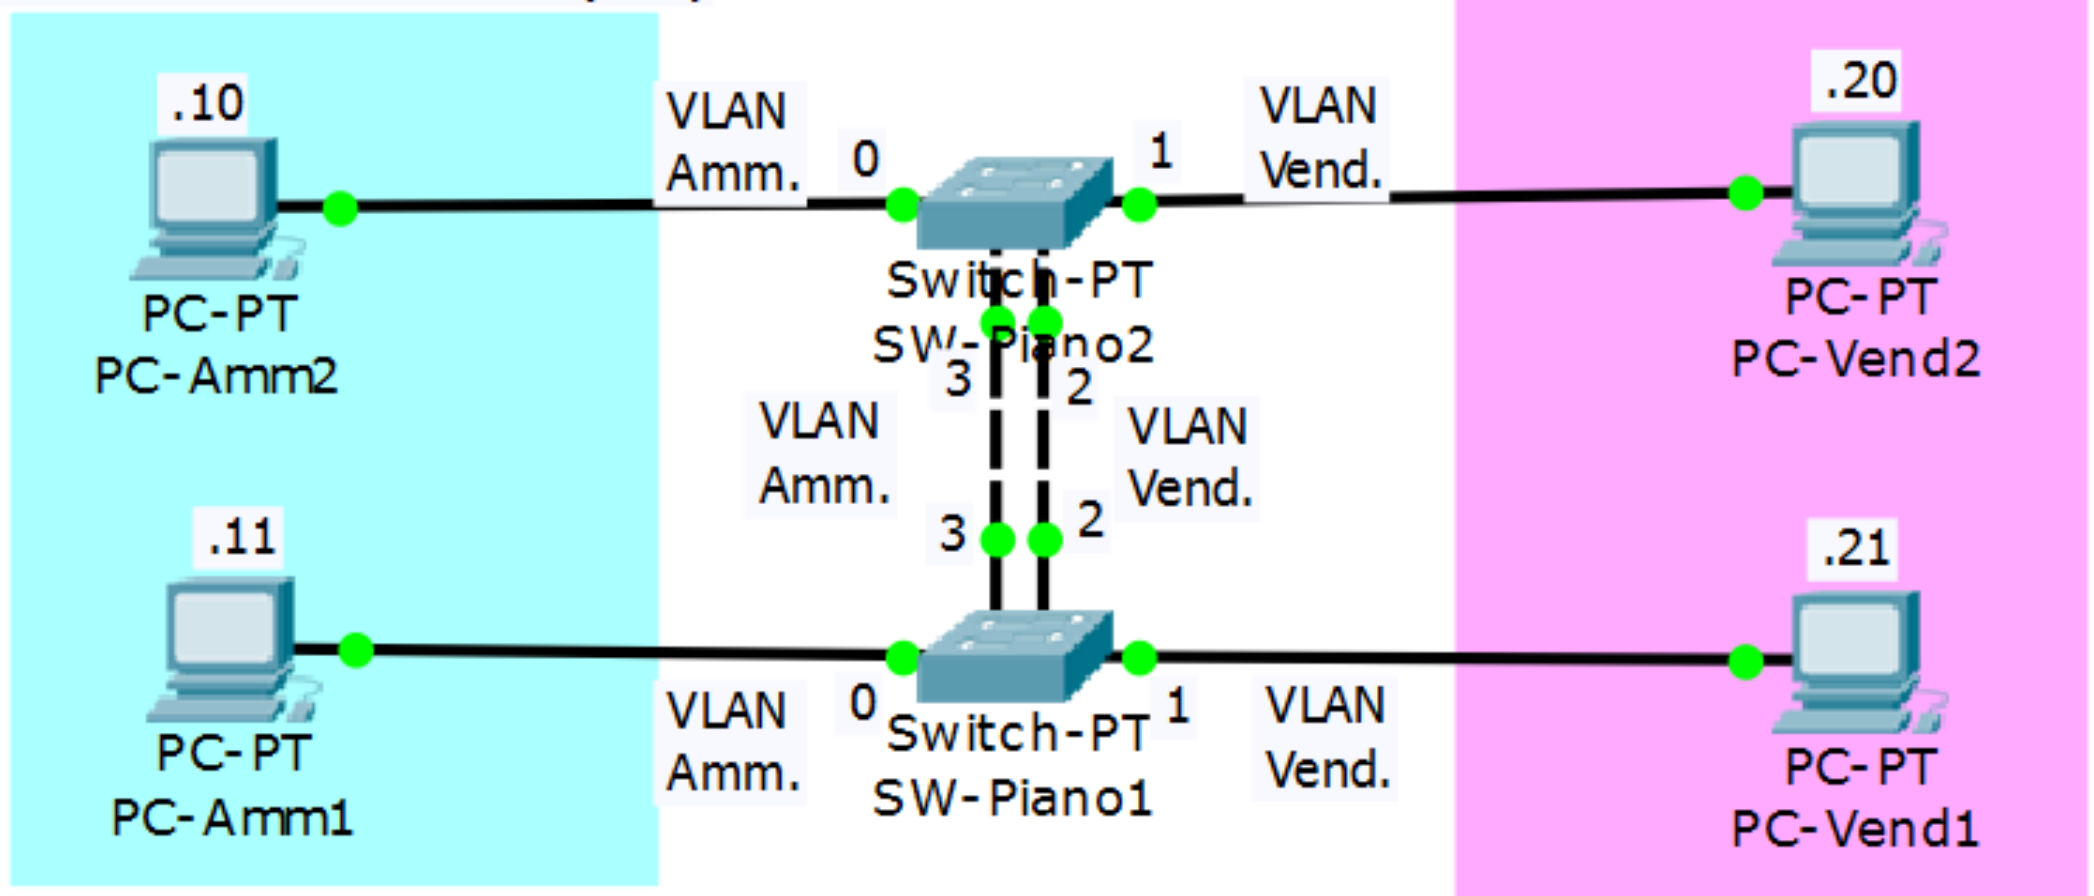 .10
VLAN
Amm.
0
1
VLAN
Vend.
.20
PC-PT
PC-Amm2
Switch-PT
SW-Piano2
PC-PT
PC-Vend2
3
2
VLAN
Amm.
VLAN
Vend.
3
2
.11
.21
PC-PT
PC-Amm1
VLAN
Amm.
0
Switch-PT
SW-Piano1
1
VLAN
Vend.
PC-PT
PC-Vend1